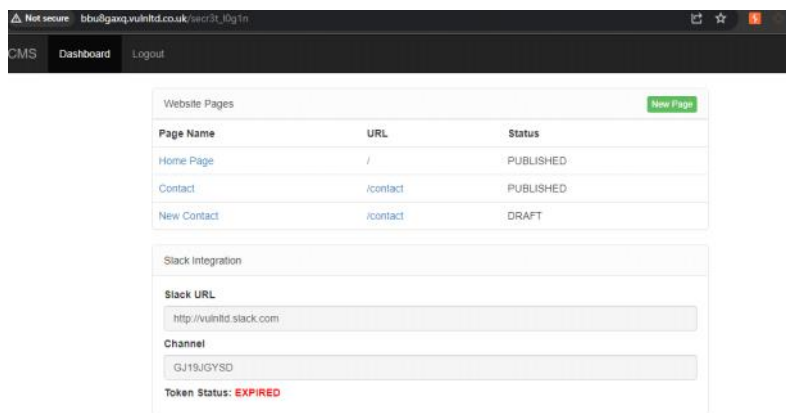 Not secure bbu8gaxq.vulnltd.co.uk/secr3t_l0g1n
CMS Dashboard Logout
Website Pages New Page
Page Name URL Status
Home Page / PUBLISHED
Contact /contact PUBLISHED
New Contact /contact DRAFT
Slack Integration
Slack URL
http://vulnltd.slack.com
Channel
GJ19JGYSD
Token Status: EXPIRED